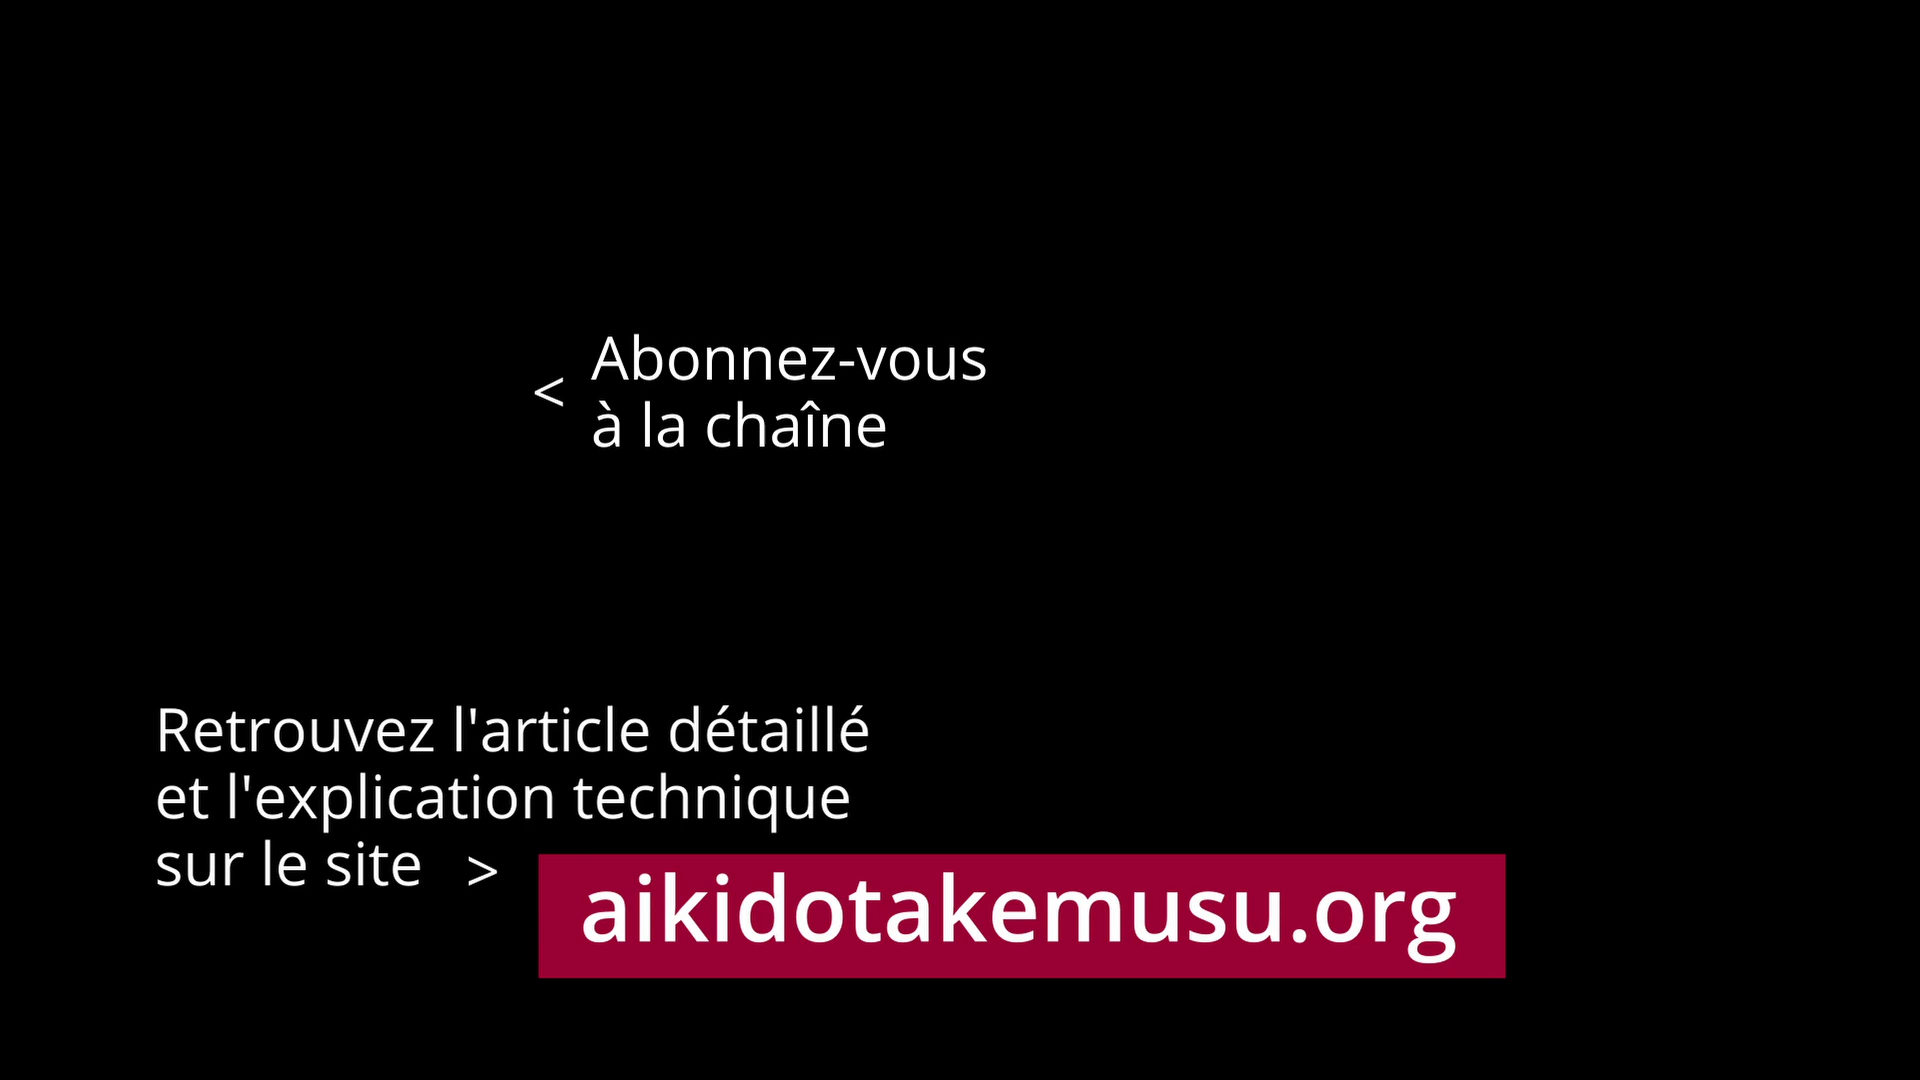 < Abonnez-vous
à la chaîne
Retrouvez l'article détaillé
et l'explication technique
sur le site >
aikidotakemusu.org